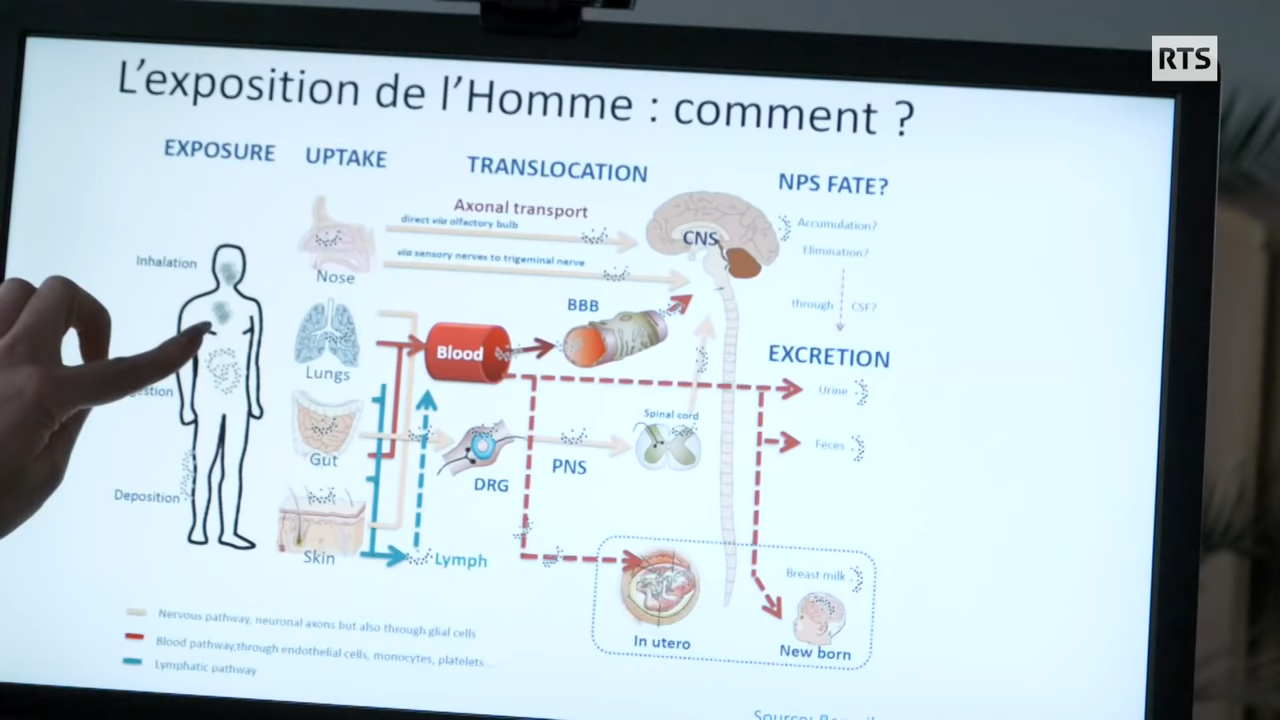 RTS
L'exposition de l'Homme : comment ?
EXPOSURE
UPTAKE
TRANSLOCATION
NPS FATE?
Inhalation
Deposition
Nose
Lungs
Gut
Skin
Axonal transport
direct via olfactory bulb
via sensory nerves to trigeminal nerve
CNS
BBB
Blood
Spinal cord
PNS
DRG
Lymph
Accumulation?
Elimination?
through CSF?
EXCRETION
Urine
Feces
Breast milk
In utero
New born
Nervous pathway, neuronal axons but also through glial cells
Blood pathway,through endothelial cells, monocytes, platelets...
Lymphatic pathway